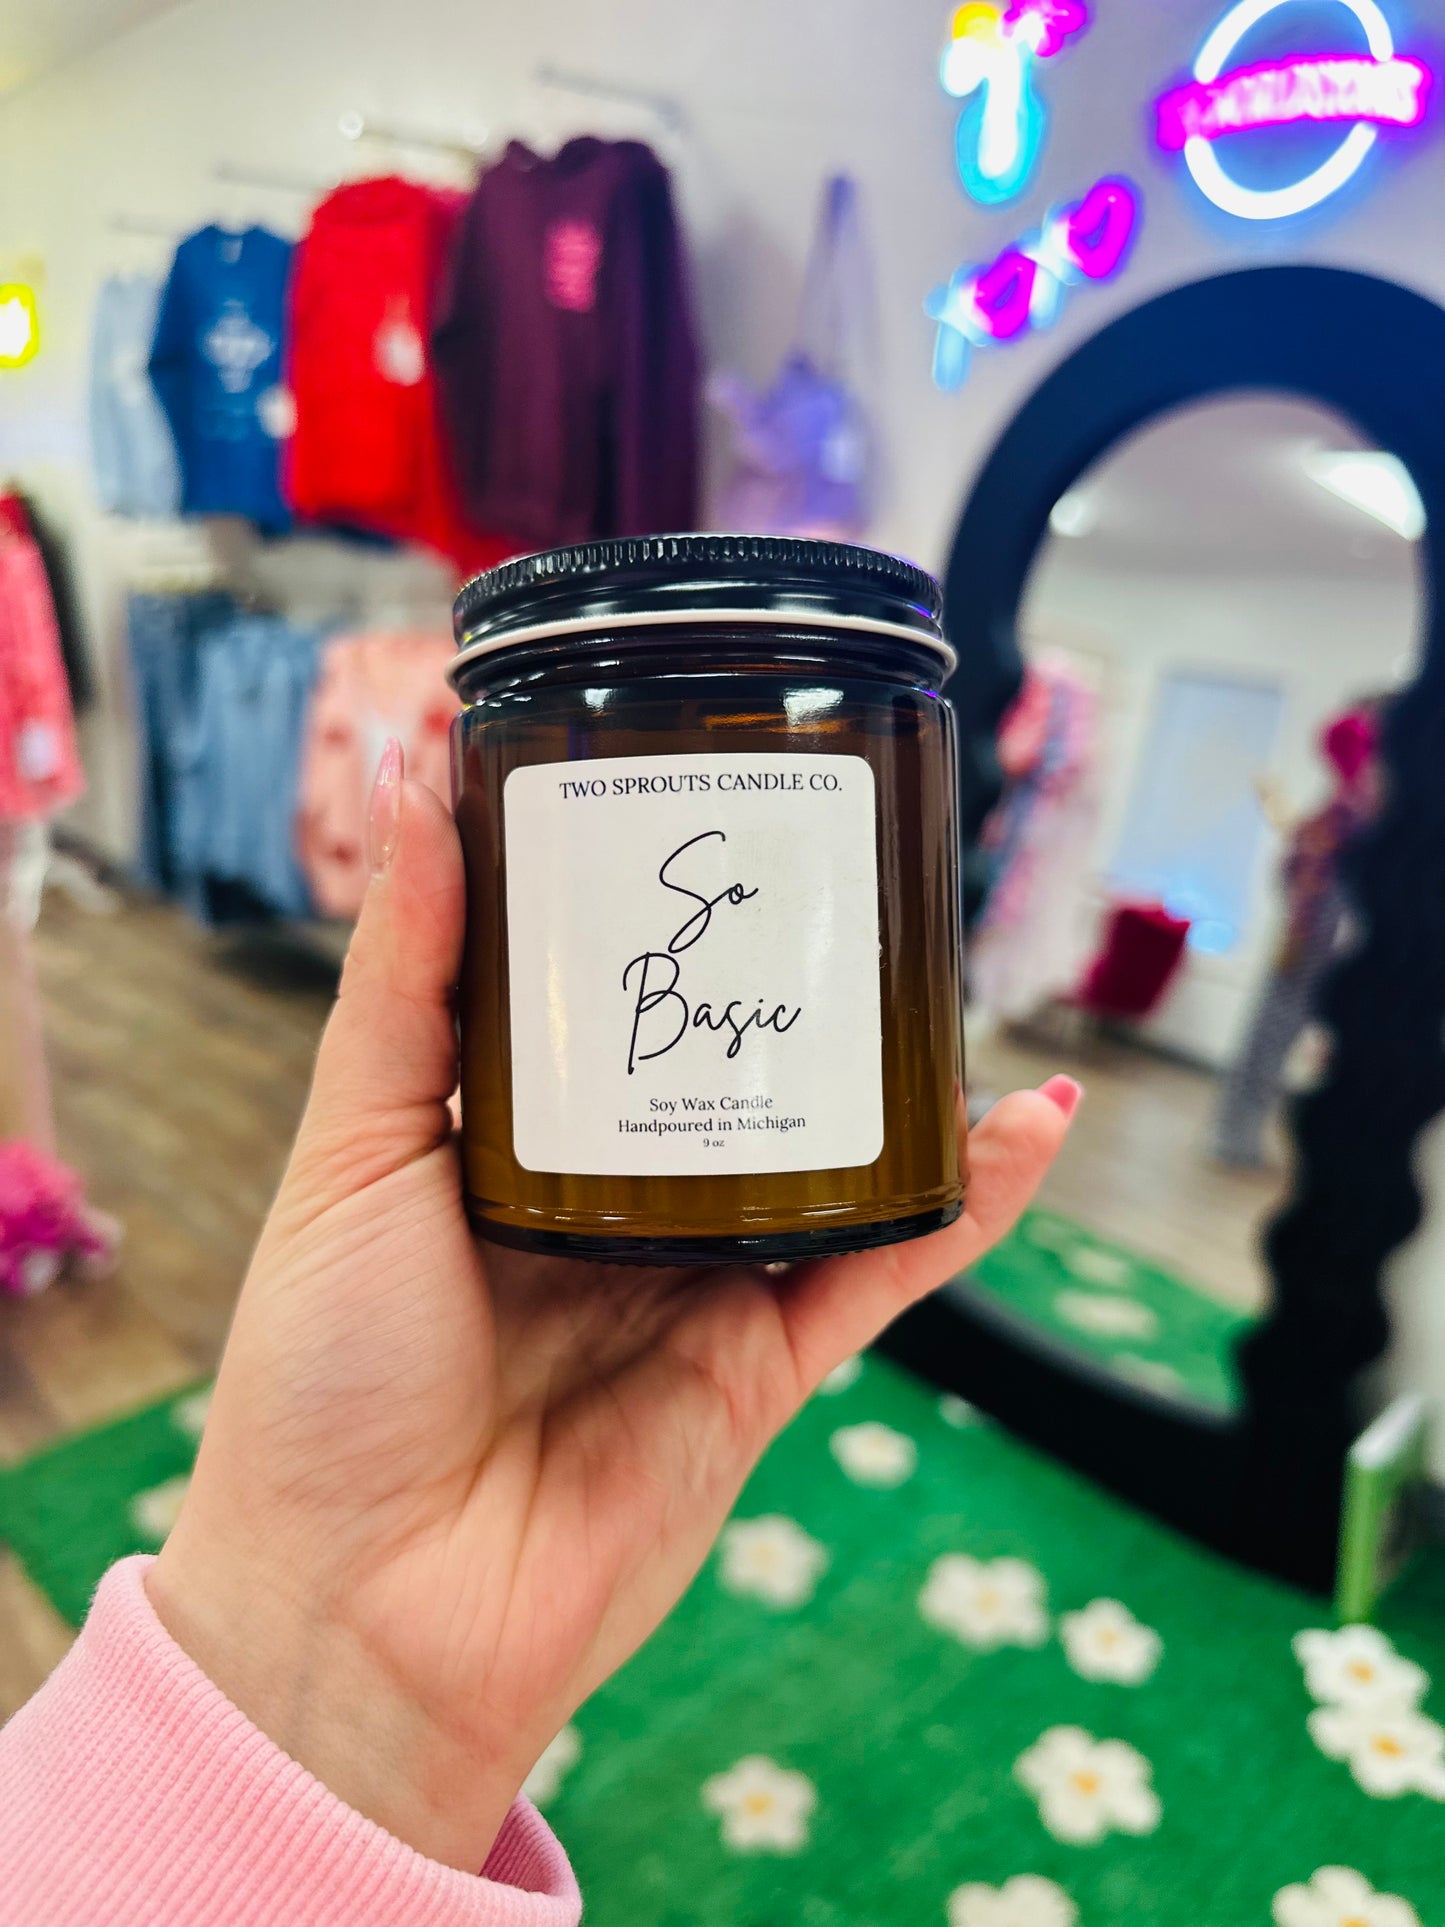 TWO SPROUTS CANDLE CO.
So
Basic
Soy Wax Candle
Handpoured in Michigan
9 oz